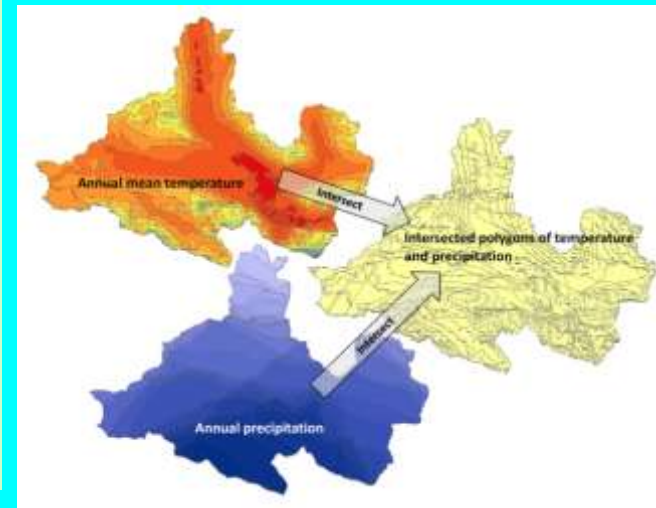 Annual mean temperature
Intersect
Intersected polygons of temperature
and precipitation
Intersect
Annual precipitation